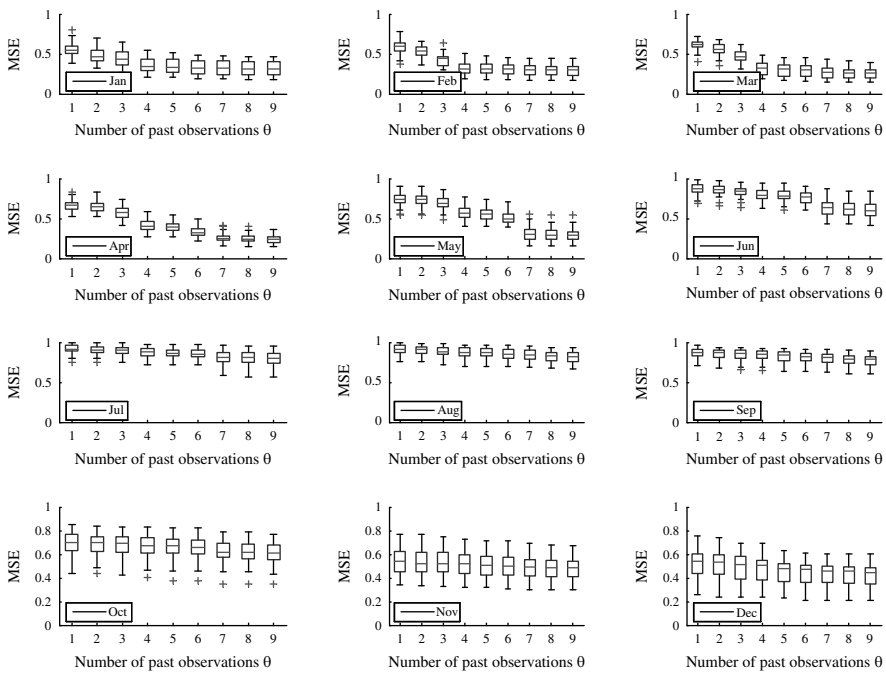 1
0.5
0
MSE
Jan
1 2 3 4 5 6 7 8 9
Number of past observations θ
1
0.5
0
MSE
Feb
1 2 3 4 5 6 7 8 9
Number of past observations θ
1
0.5
0
MSE
Mar
1 2 3 4 5 6 7 8 9
Number of past observations θ
1
0.5
0
MSE
Apr
1 2 3 4 5 6 7 8 9
Number of past observations θ
1
0.5
0
MSE
May
1 2 3 4 5 6 7 8 9
Number of past observations θ
1
0.5
0
MSE
Jun
1 2 3 4 5 6 7 8 9
Number of past observations θ
1
0.5
0
MSE
Jul
1 2 3 4 5 6 7 8 9
Number of past observations θ
1
0.5
0
MSE
Aug
1 2 3 4 5 6 7 8 9
Number of past observations θ
1
0.5
0
MSE
Sep
1 2 3 4 5 6 7 8 9
Number of past observations θ
1
0.8
0.6
0.4
0.2
0
MSE
Oct
1 2 3 4 5 6 7 8 9
Number of past observations θ
1
0.8
0.6
0.4
0.2
0
MSE
Nov
1 2 3 4 5 6 7 8 9
Number of past observations θ
1
0.8
0.6
0.4
0.2
0
MSE
Dec
1 2 3 4 5 6 7 8 9
Number of past observations θ